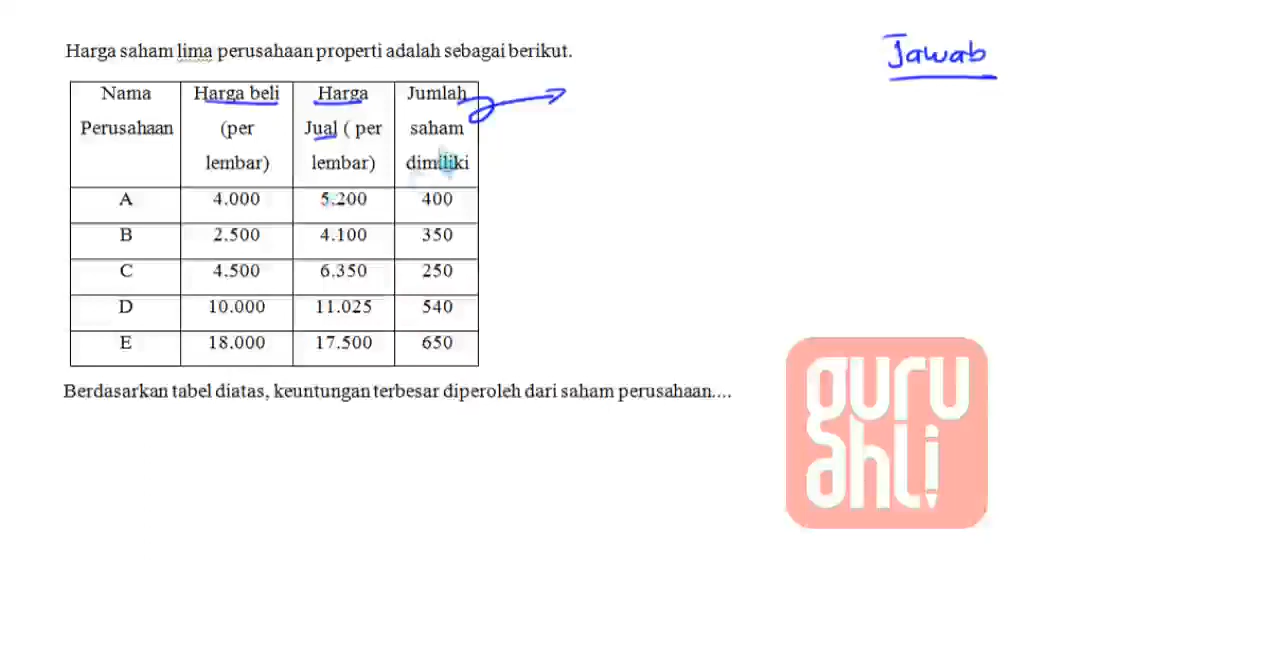 Harga saham lima perusahaan properti adalah sebagai berikut.
Jawab
Nama Perusahaan Harga beli (per lembar) Harga Jual ( per lembar) Jumlah saham dimiliki
A 4.000 5.200 400
B 2.500 4.100 350
C 4.500 6.350 250
D 10.000 11.025 540
E 18.000 17.500 650
Berdasarkan tabel diatas, keuntungan terbesar diperoleh dari saham perusahaan....
guru
ahli